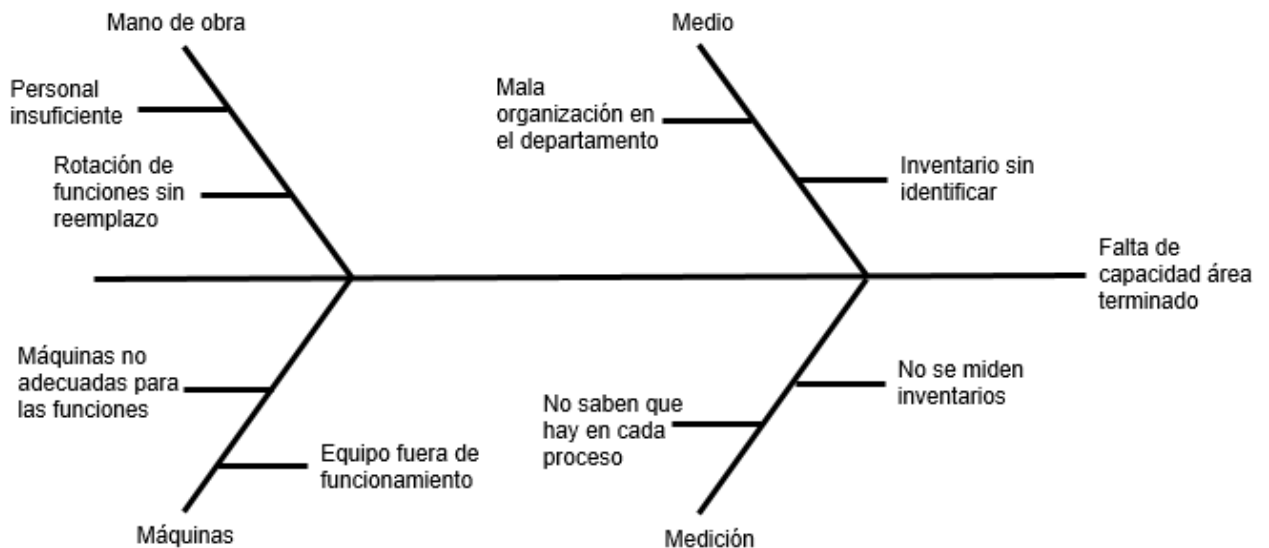 Mano de obra
Medio
Personal
insuficiente
Mala
organización en
el departamento
Rotación de
funciones sin
reemplazo
Inventario sin
identificar
Falta de
capacidad área
terminado
Máquinas no
adecuadas para
las funciones
No se miden
inventarios
No saben que
hay en cada
proceso
Equipo fuera de
funcionamiento
Máquinas
Medición